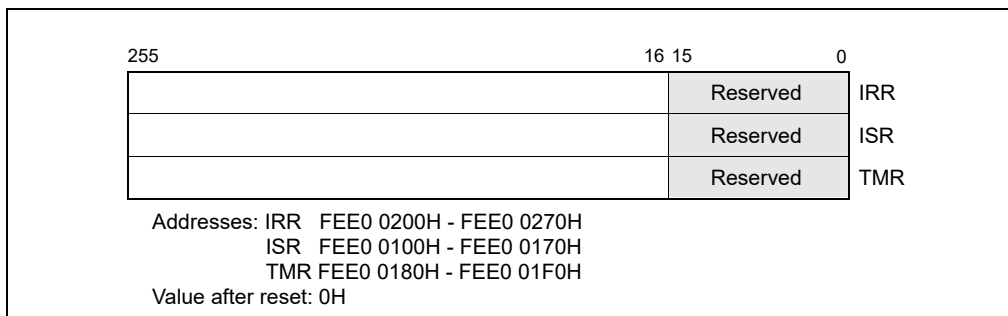 255 16 15 0
Reserved IRR
Reserved ISR
Reserved TMR
Addresses: IRR FEE0 0200H - FEE0 0270H
ISR FEE0 0100H - FEE0 0170H
TMR FEE0 0180H - FEE0 01F0H
Value after reset: 0H